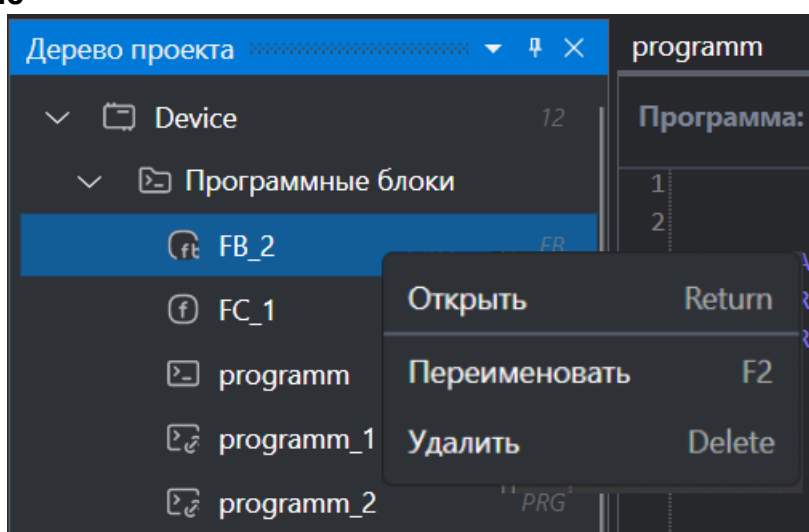 Дерево проекта
programm
Device 12
Программа:
Программные блоки
1
2
FB_2 FB
Открыть Return
FC_1
Переименовать F2
programm
Удалить Delete
programm_1
programm_2 PRG